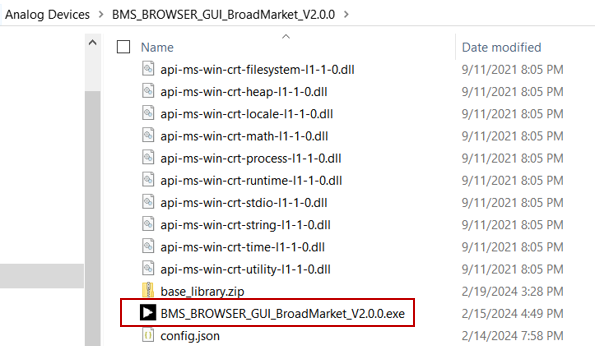 Analog Devices > BMS_BROWSER_GUI_BroadMarket_V2.0.0 >
Name Date modified
api-ms-win-crt-filesystem-l1-1-0.dll 9/11/2021 8:05 PM
api-ms-win-crt-heap-l1-1-0.dll 9/11/2021 8:05 PM
api-ms-win-crt-locale-l1-1-0.dll 9/11/2021 8:05 PM
api-ms-win-crt-math-l1-1-0.dll 9/11/2021 8:05 PM
api-ms-win-crt-process-l1-1-0.dll 9/11/2021 8:05 PM
api-ms-win-crt-runtime-l1-1-0.dll 9/11/2021 8:05 PM
api-ms-win-crt-stdio-l1-1-0.dll 9/11/2021 8:05 PM
api-ms-win-crt-string-l1-1-0.dll 9/11/2021 8:05 PM
api-ms-win-crt-time-l1-1-0.dll 9/11/2021 8:05 PM
api-ms-win-crt-utility-l1-1-0.dll 9/11/2021 8:05 PM
base_library.zip 2/19/2024 3:28 PM
BMS_BROWSER_GUI_BroadMarket_V2.0.0.exe 2/15/2024 4:49 PM
config.json 2/14/2024 7:58 PM